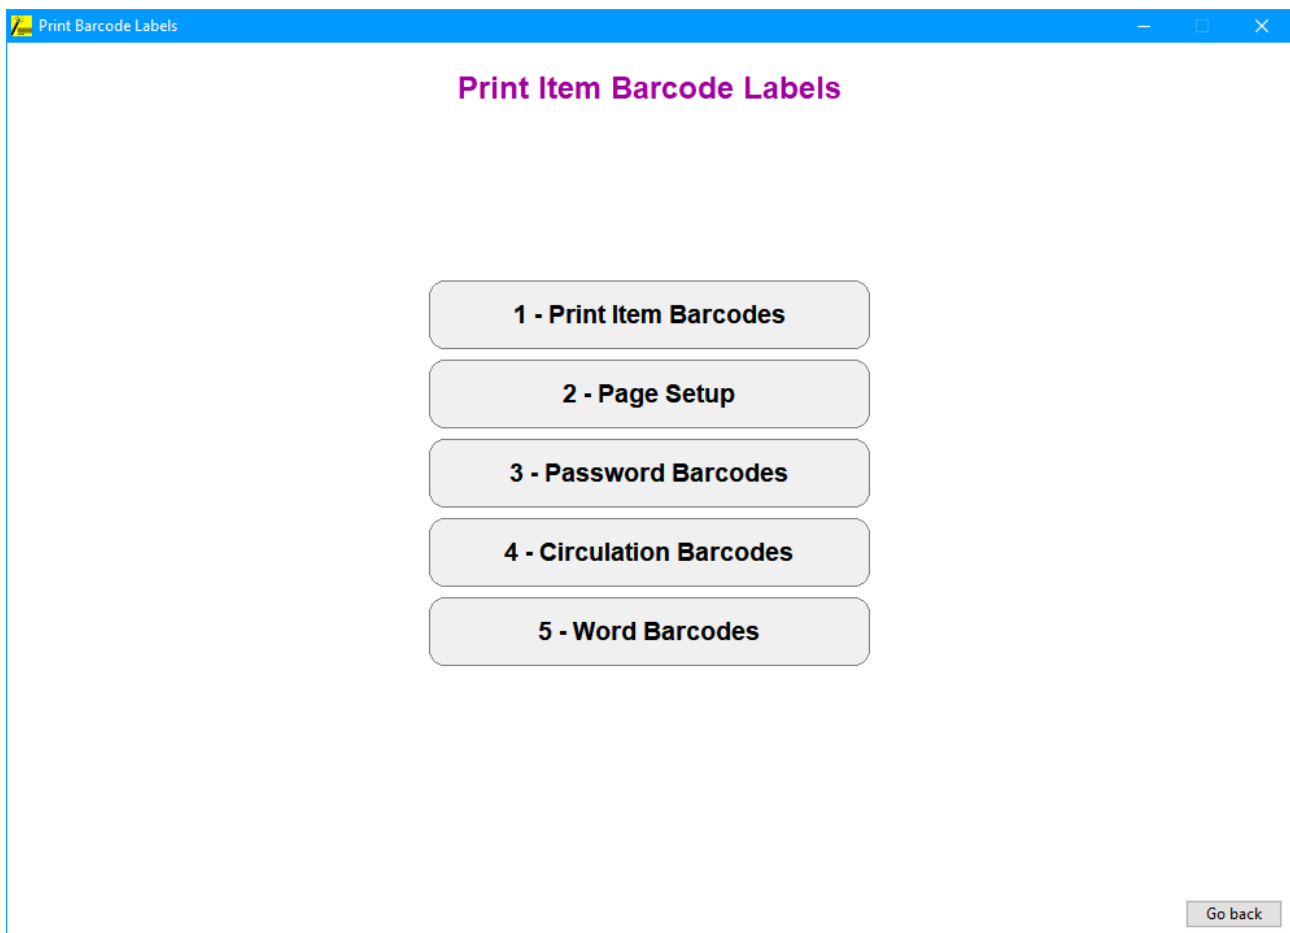 Print Barcode Labels
Print Item Barcode Labels
1 - Print Item Barcodes
2 - Page Setup
3 - Password Barcodes
4 - Circulation Barcodes
5 - Word Barcodes
Go back